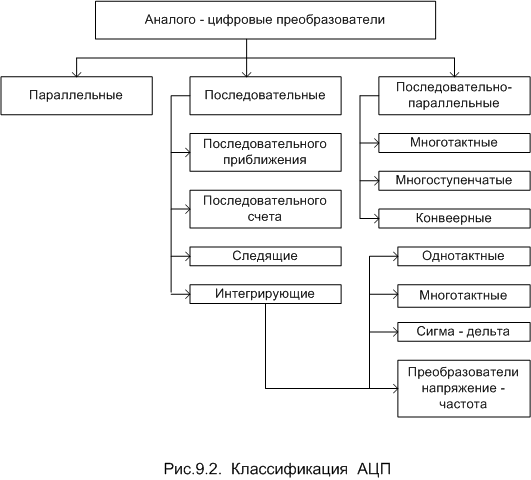 Аналого - цифровые преобразователи
Параллельные
Последовательные
Последовательно-
параллельные
Последовательного
приближения
Многотактные
Многоступенчатые
Последовательного
счета
Конвеерные
Следящие
Однотактные
Интегрирующие
Многотактные
Сигма - дельта
Преобразователи
напряжение -
частота
Рис.9.2. Классификация АЦП